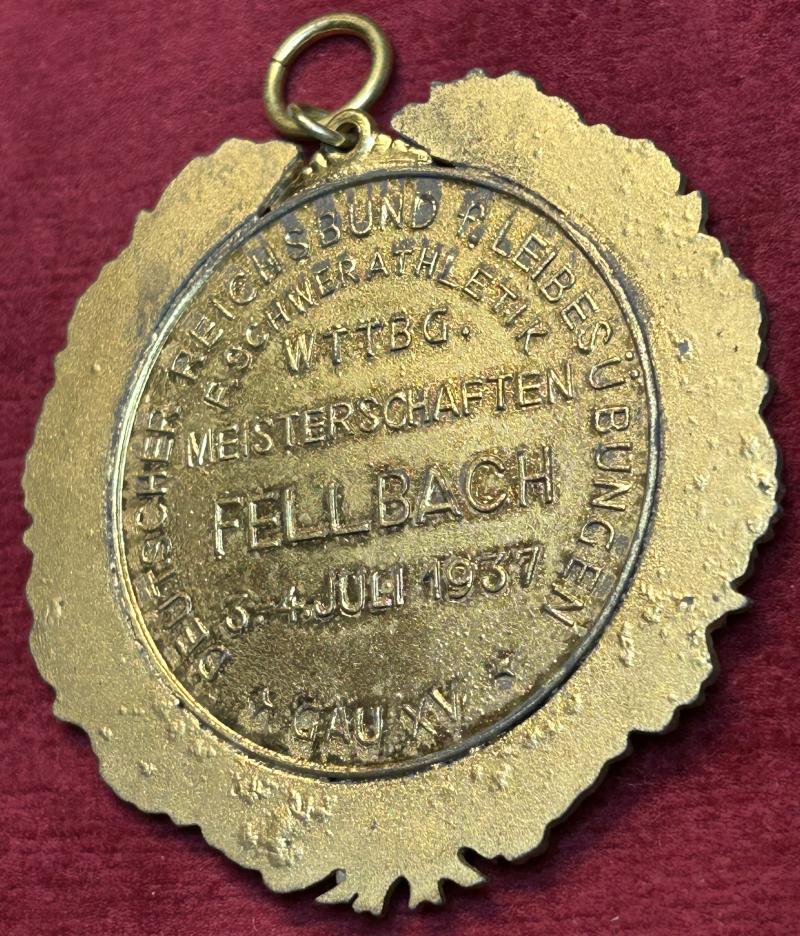 DEUTSCHER REICHSBUND F. LEIBESÜBUNGEN
F. SCHWERATHLETIK
WTTBG.
MEISTERSCHAFTEN
FELLBACH
3.-4. JULI 1937
GAU XV